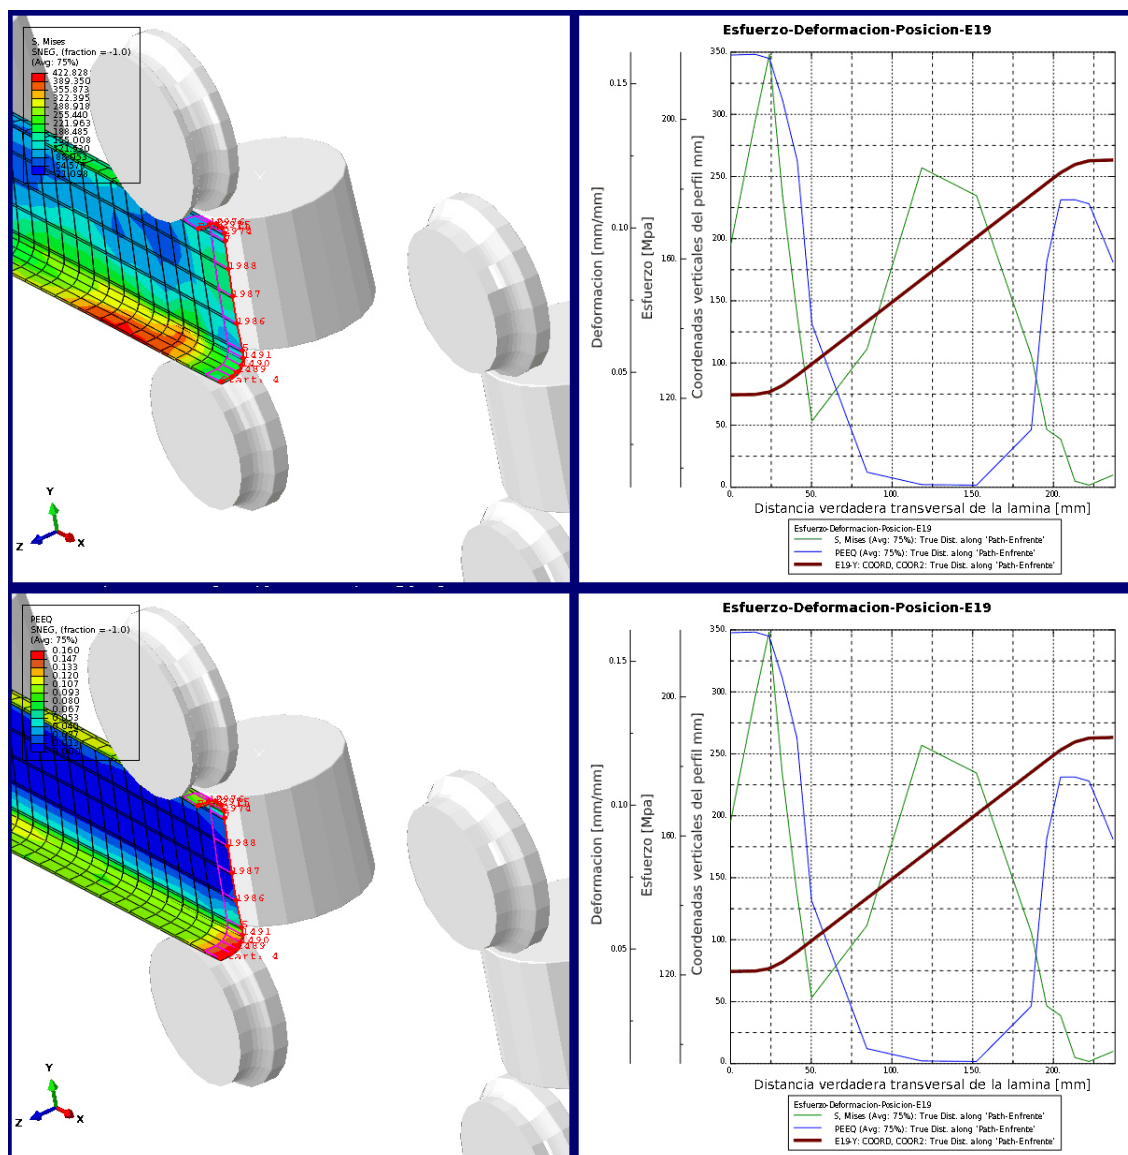 S, Mises
SNEG, (fraction = -1.0)
(Avg: 75%)
422.828
389.350
355.873
322.395
288.918
255.440
221.963
188.485
1988
1987
1986
1491
1490
Y
Z
X
Esfuerzo-Deformacion-Posicion-E19
Deformacion [mm/mm]
0.15
0.10
0.05
Esfuerzo [Mpa]
200.
160.
120.
Coordenadas verticales del perfil mm]
350.
300.
250.
200.
150.
100.
50.
0.
0. 50. 100. 150. 200.
Distancia verdadera transversal de la lamina [mm]
Esfuerzo-Deformacion-Posicion-E19
S, Mises (Avg: 75%): True Dist. along 'Path-Enfrente'
PEEQ (Avg: 75%): True Dist. along 'Path-Enfrente'
E19-Y: COORD, COOR2: True Dist. along 'Path-Enfrente'
PEEQ
SNEG, (fraction = -1.0)
(Avg: 75%)
0.160
0.147
0.133
0.120
0.107
0.093
0.080
0.067
0.053
1988
1987
1986
1491
1490
Y
Z
X
Esfuerzo-Deformacion-Posicion-E19
Deformacion [mm/mm]
0.15
0.10
0.05
Esfuerzo [Mpa]
200.
160.
120.
Coordenadas verticales del perfil mm]
350.
300.
250.
200.
150.
100.
50.
0.
0. 50. 100. 150. 200.
Distancia verdadera transversal de la lamina [mm]
Esfuerzo-Deformacion-Posicion-E19
S, Mises (Avg: 75%): True Dist. along 'Path-Enfrente'
PEEQ (Avg: 75%): True Dist. along 'Path-Enfrente'
E19-Y: COORD, COOR2: True Dist. along 'Path-Enfrente'